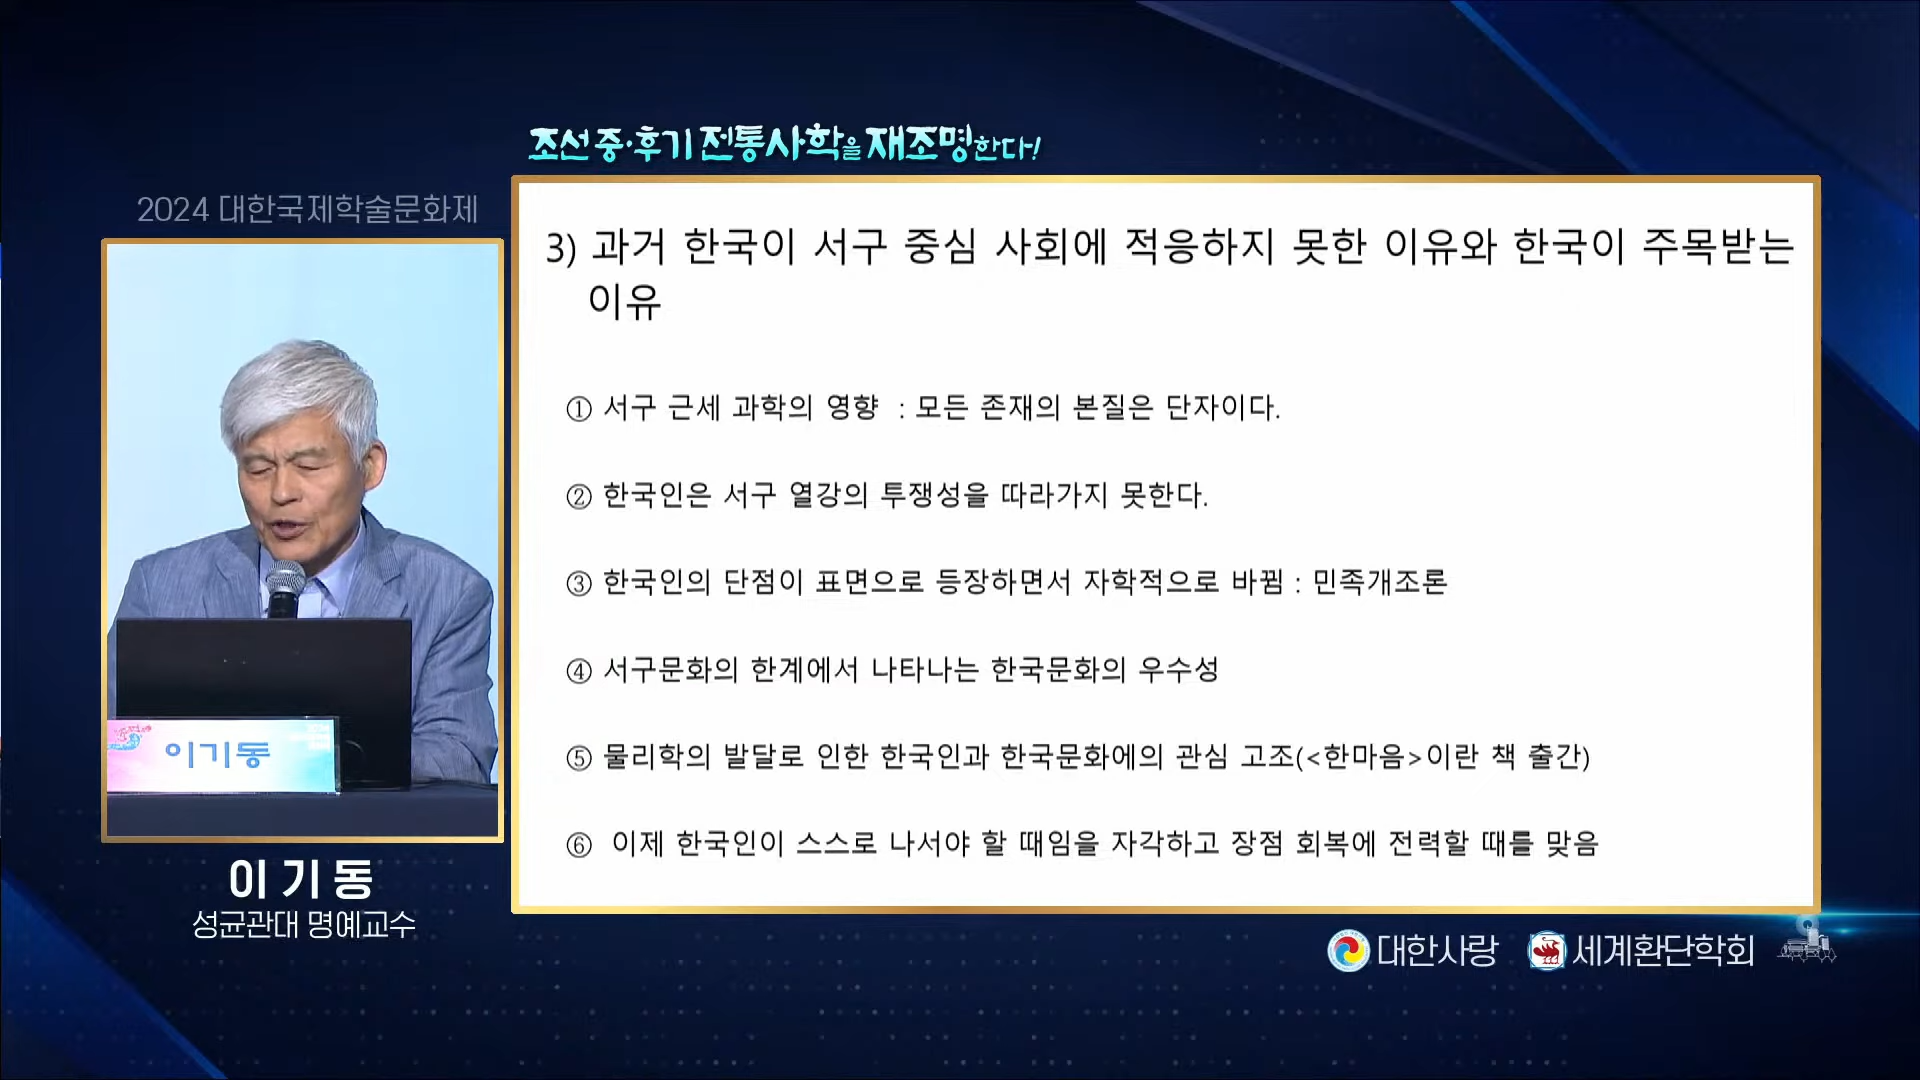 조선 중·후기 전통사학을 재조명한다!
2024 대한국제학술문화제
3) 과거 한국이 서구 중심 사회에 적응하지 못한 이유와 한국이 주목받는
이유
① 서구 근세 과학의 영향 : 모든 존재의 본질은 단자이다.
② 한국인은 서구 열강의 투쟁성을 따라가지 못한다.
③ 한국인의 단점이 표면으로 등장하면서 자학적으로 바뀜 : 민족개조론
④ 서구문화의 한계에서 나타나는 한국문화의 우수성
⑤ 물리학의 발달로 인한 한국인과 한국문화에의 관심 고조(<한마음>이란 책 출간)
⑥ 이제 한국인이 스스로 나서야 할 때임을 자각하고 장점 회복에 전력할 때를 맞음
이기동
이기동
성균관대 명예교수
대한사랑 세계환단학회